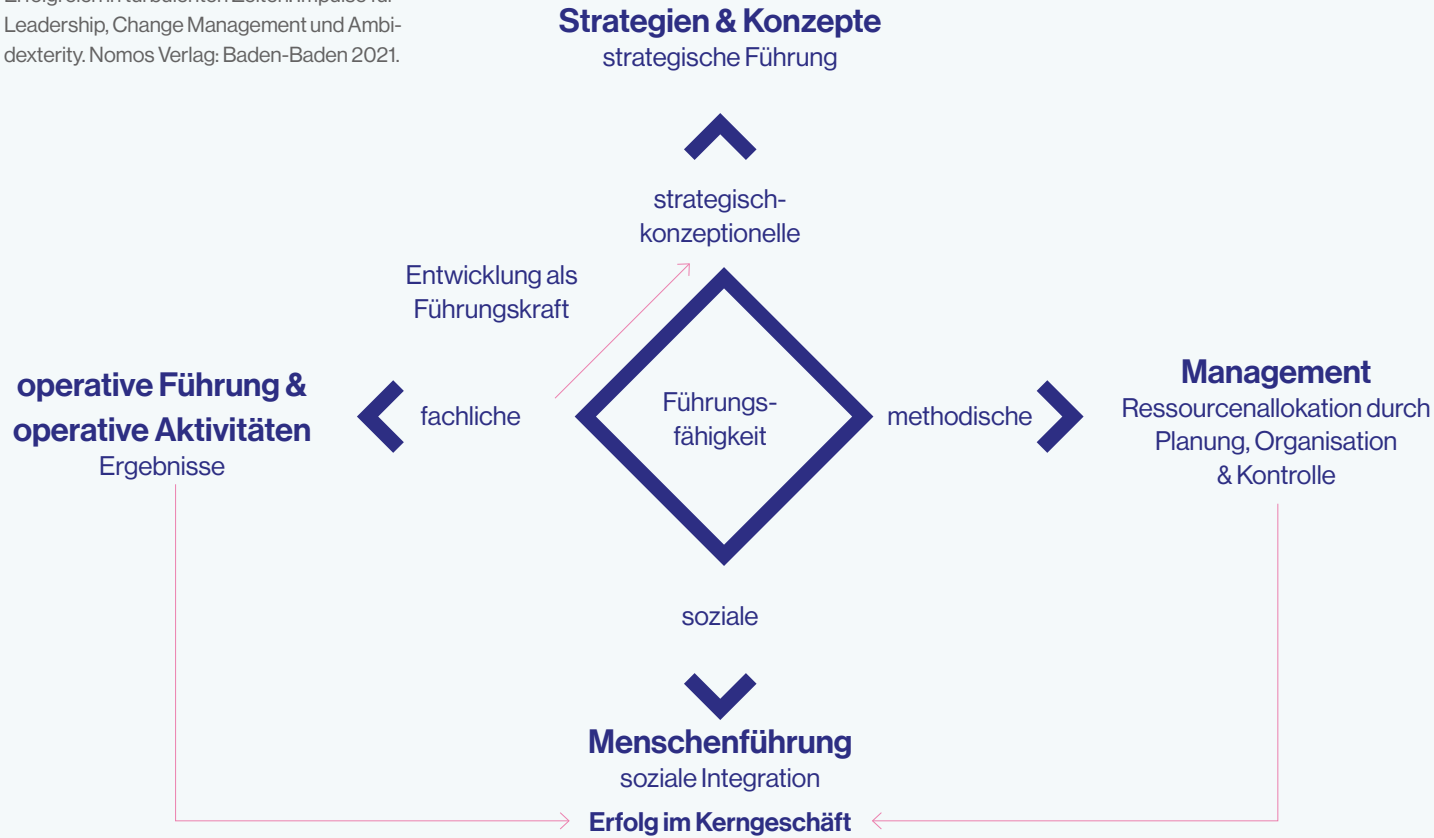 Leadership, Change Management und Ambi-
dexterity. Nomos Verlag: Baden-Baden 2021.
Strategien & Konzepte
strategische Führung
strategisch-
konzeptionelle
Entwicklung als
Führungskraft
operative Führung &
operative Aktivitäten
Ergebnisse
fachliche
Führungs-
fähigkeit
methodische
Management
Ressourcenallokation durch
Planung, Organisation
& Kontrolle
soziale
Menschenführung
soziale Integration
Erfolg im Kerngeschäft